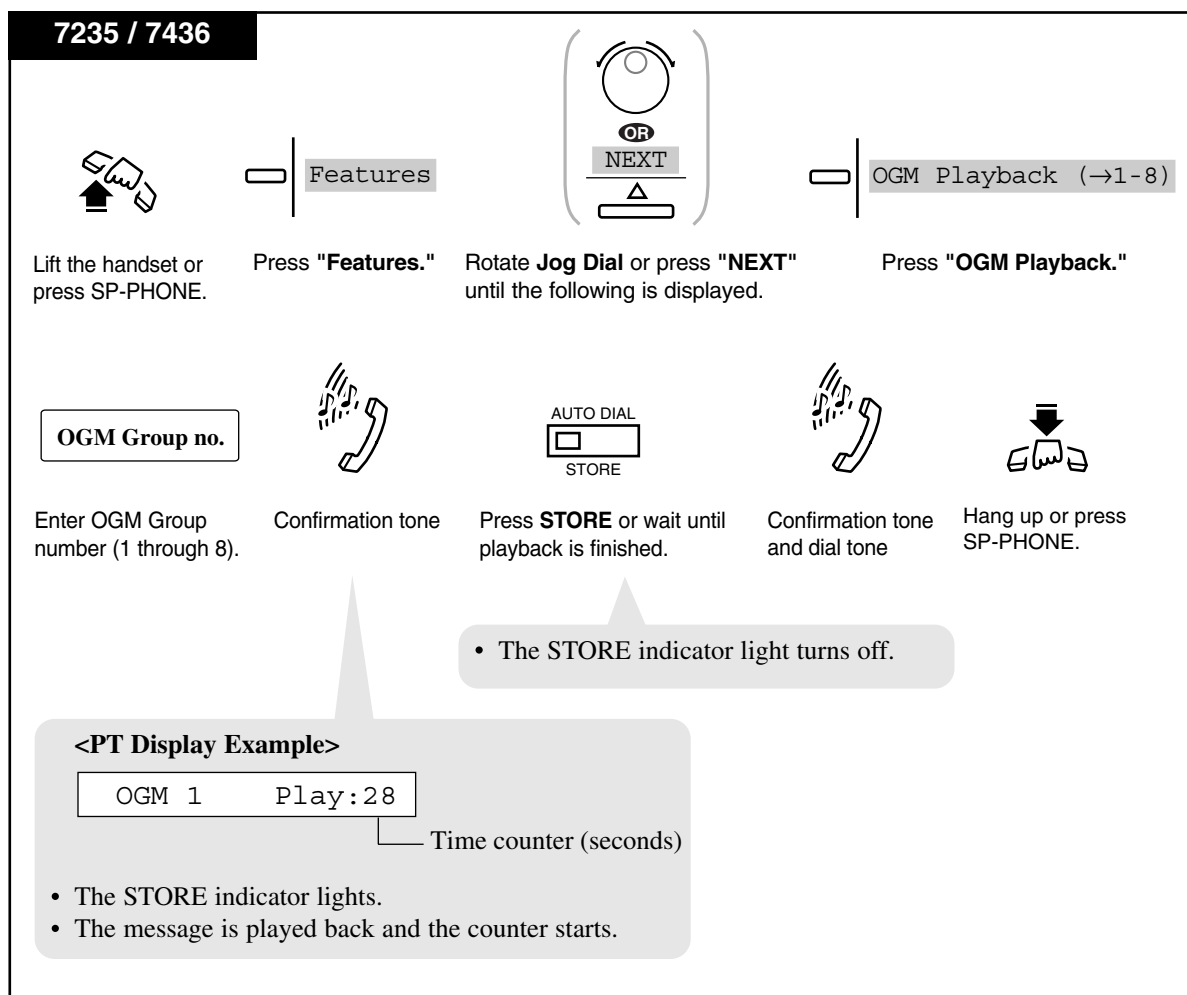 7235 / 7436
OR
NEXT
Features
OGM Playback (→1-8)
Lift the handset or
press SP-PHONE.
Press "Features."
Rotate Jog Dial or press "NEXT"
until the following is displayed.
Press "OGM Playback."
OGM Group no.
AUTO DIAL
STORE
Enter OGM Group
number (1 through 8).
Confirmation tone
Press STORE or wait until
playback is finished.
Confirmation tone
and dial tone
Hang up or press
SP-PHONE.
• The STORE indicator light turns off.
<PT Display Example>
OGM 1 Play:28
Time counter (seconds)
• The STORE indicator lights.
• The message is played back and the counter starts.